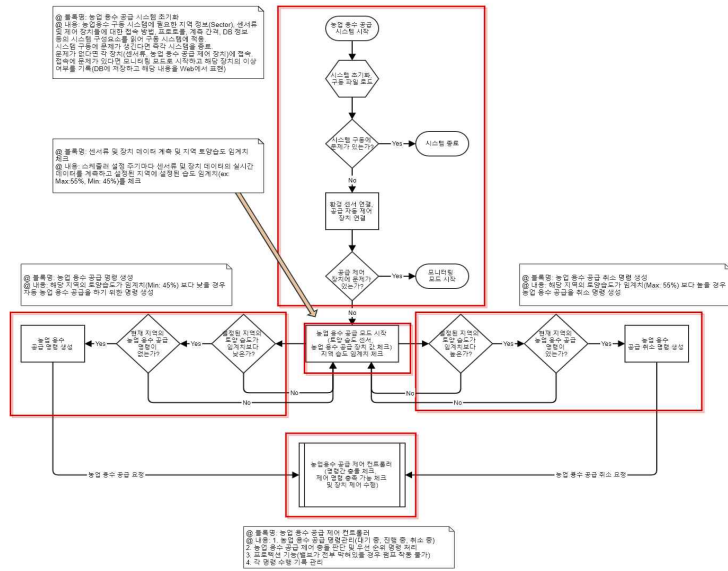 @ 블록명: 농업 용수 공급 시스템 초기화
@ 내용: 농업용수 구동 시스템에 필요한 지역 정보(Sector), 센서류
및 제어 장치들에 대한 접속 방법, 프로토콜, 계측 간격, DB 정보
등의 시스템 구성요소를 읽어 구동 시스템에 적용.
시스템 구동에 문제가 생긴다면 즉각 시스템을 종료.
문제가 없다면 각 장치(센서류, 농업 용수 공급 제어 장치)에 접속.
접속에 문제가 있다면 모니터링 모드로 시작하고 해당 장치의 이상
여부를 기록(DB에 저장하고 해당 내용을 Web에서 표현)
농업 용수 공급
시스템 시작
시스템 초기화,
구동 파일 로드
시스템 구동에
문제가 있는가?
Yes
시스템 종료
No
@ 블록명: 센서류 및 장치 데이터 계측 및 지역 토양습도 임계치
체크
@ 내용: 스케줄러 설정 주기마다 센서류 및 장치 데이터의 실시간
데이터를 계측하고 설정된 지역에 설정된 습도 임계치(ex:
Max:55%, Min: 45%)를 체크
환경 센서 연결,
공급 자동 제어
장치 연결
공급 제어
장치에 문제가
있는가?
Yes
모니터링
모드 시작
No
@ 블록명: 농업 용수 공급 명령 생성
@ 내용: 해당 지역의 토양습도가 임계치(Min: 45%) 보다 낮을 경우
자동 농업 용수 공급을 하기 위한 명령 생성
@ 블록명: 농업 용수 공급 취소 명령 생성
@ 내용: 해당 지역의 토양습도가 임계치(Max: 55%) 보다 높을 경우
농업 용수 공급을 취소 명령 생성
농업 용수
공급 명령 생성
Yes
현재 지역의
농업 용수 공급
명령이
없는가?
Yes
설정된 지역의
토양 습도가
임계치보다
낮은가?
농업 용수 공급 모드 시작
(토양 습도 센서,
농업 용수 공급 장치 값 체크)
지역 습도 임계치 체크
설정된 지역의
토양 습도가
임계치보다
높은가?
Yes
현재 지역의
농업 용수 공급
명령이
있는가?
Yes
농업 용수
공급 취소 명령 생성
No
No
No
No
농업 용수 공급 요청
농업용수 공급 제어 컨트롤러
(명령간 충돌 체크,
제어 명령 충족 가능 체크
및 장치 제어 수행)
농업 용수 공급 취소 요청
@ 블록명: 농업용수 공급 제어 컨트롤러
@ 내용: 1. 농업 용수 공급 명령관리(대기 중, 진행 중, 취소 중)
2. 농업 용수 공급 제어 충돌 판단 및 우선 순위 명령 처리
3. 프로텍션 기능(밸브가 전부 막혀있을 경우 펌프 작동 불가)
4. 각 명령 수행 기록 관리